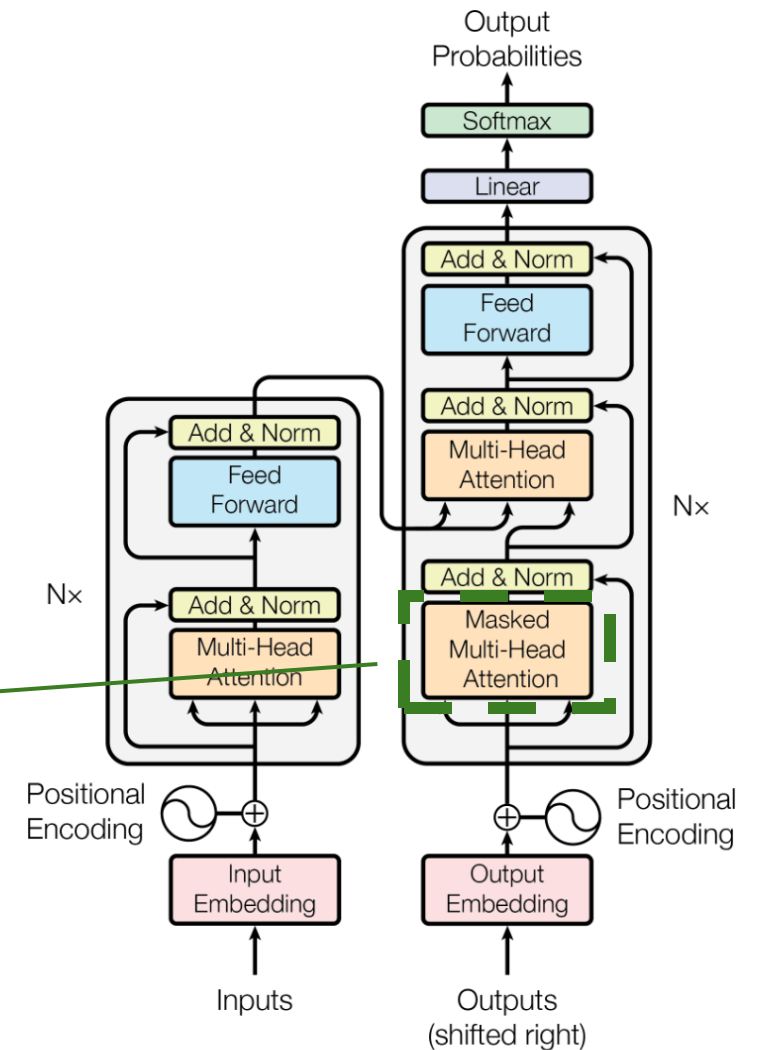 Output
Probabilities
Softmax
Linear
Add & Norm
Feed
Forward
Add & Norm
Multi-Head
Attention
Nx
Add & Norm
Masked
Multi-Head
Attention
Add & Norm
Feed
Forward
Nx
Add & Norm
Multi-Head
Attention
Positional
Encoding
Positional
Encoding
Input
Embedding
Output
Embedding
Inputs
Outputs
(shifted right)